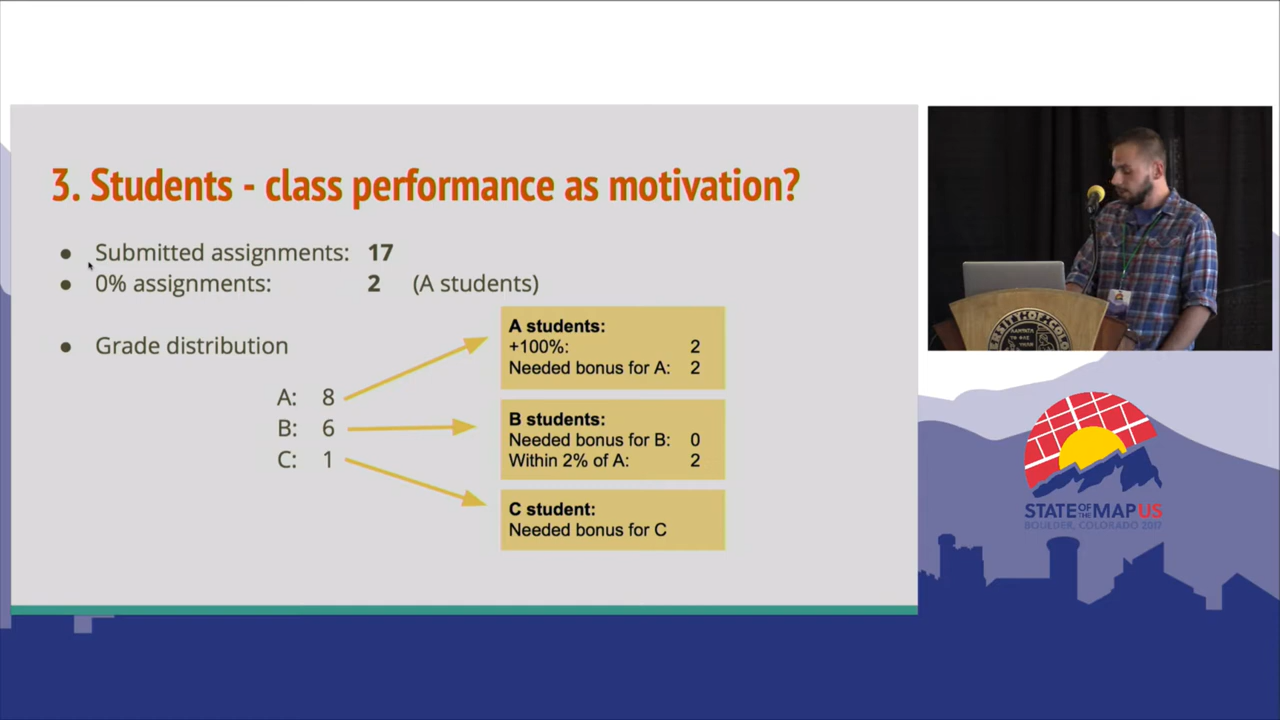 3. Students - class performance as motivation?
● Submitted assignments: 17
● 0% assignments: 2 (A students)
● Grade distribution
A: 8
B: 6
C: 1
A students:
+100%: 2
Needed bonus for A: 2
B students:
Needed bonus for B: 0
Within 2% of A: 2
C student:
Needed bonus for C
STATE OF THE MAP US
BOULDER, COLORADO 2017